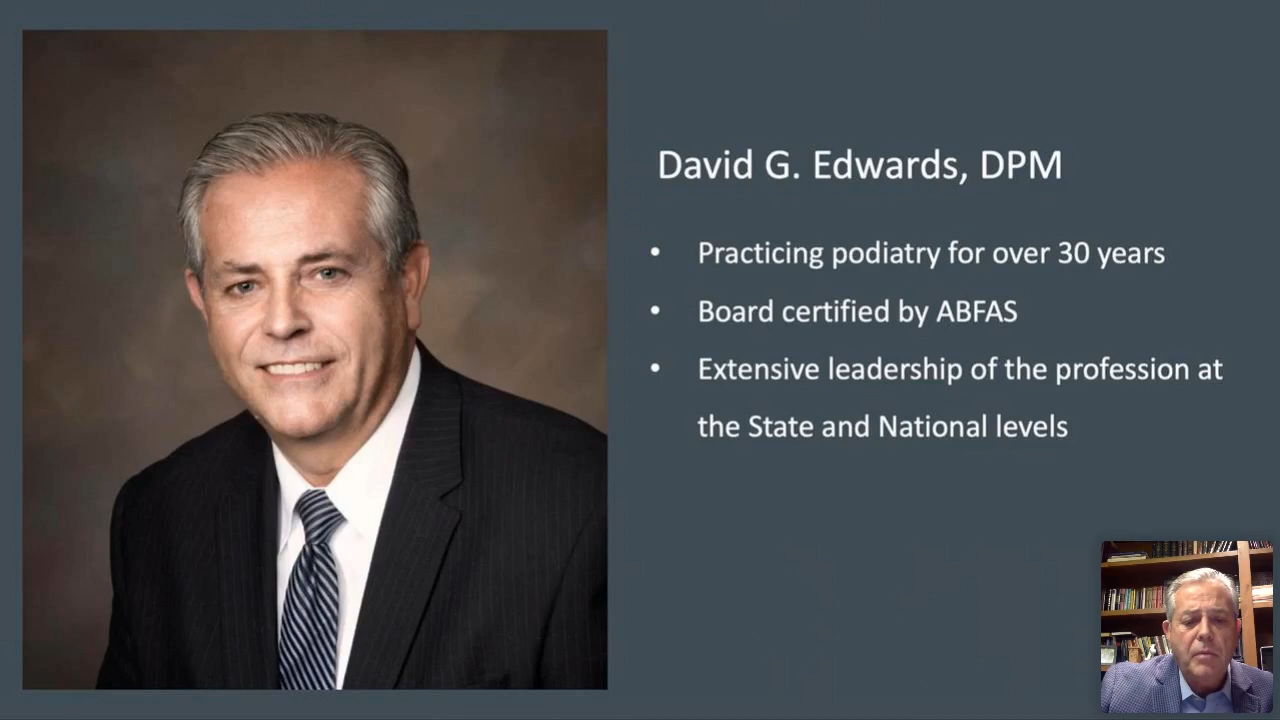 David G. Edwards, DPM
• Practicing podiatry for over 30 years
• Board certified by ABFAS
• Extensive leadership of the profession at
the State and National levels